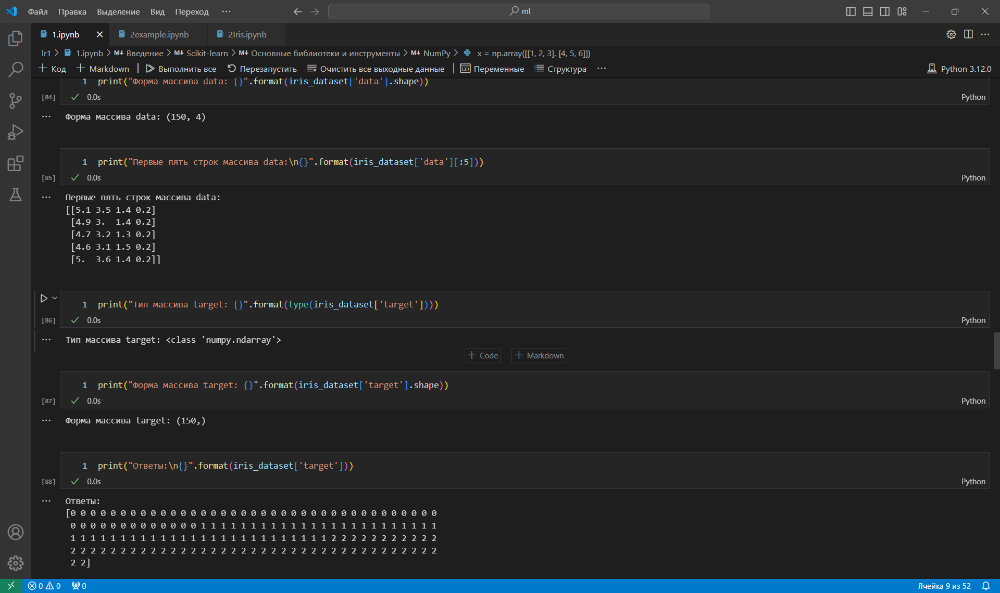 Файл Правка Выделение Вид Переход ··· ml
1.ipynb 2example.ipynb 2Iris.ipynb
lr1 > 1.ipynb > M↓ Введение > M↓ Scikit-learn > M↓ Основные библиотеки и инструменты > M↓ NumPy > x = np.array([[1, 2, 3], [4, 5, 6]])
+ Код + Markdown | Выполнить все Перезапустить Очистить все выходные данные | Переменные Структура ··· Python 3.12.0
1 print("Форма массива data: {}".format(iris_dataset['data'].shape))
[84] ✓ 0.0s Python
··· Форма массива data: (150, 4)
1 print("Первые пять строк массива data:\n{}".format(iris_dataset['data'][:5]))
[85] ✓ 0.0s Python
··· Первые пять строк массива data:
[[5.1 3.5 1.4 0.2]
[4.9 3.  1.4 0.2]
[4.7 3.2 1.3 0.2]
[4.6 3.1 1.5 0.2]
[5.  3.6 1.4 0.2]]
1 print("Тип массива target: {}".format(type(iris_dataset['target'])))
[86] ✓ 0.0s Python
··· Тип массива target: <class 'numpy.ndarray'>
+ Code + Markdown
1 print("Форма массива target: {}".format(iris_dataset['target'].shape))
[87] ✓ 0.0s Python
··· Форма массива target: (150,)
1 print("Ответы:\n{}".format(iris_dataset['target']))
[88] ✓ 0.0s Python
··· Ответы:
[0 0 0 0 0 0 0 0 0 0 0 0 0 0 0 0 0 0 0 0 0 0 0 0 0 0 0 0 0 0 0 0 0 0 0 0 0
0 0 0 0 0 0 0 0 0 0 0 0 0 1 1 1 1 1 1 1 1 1 1 1 1 1 1 1 1 1 1 1 1 1 1 1 1
1 1 1 1 1 1 1 1 1 1 1 1 1 1 1 1 1 1 1 1 1 1 1 1 1 1 2 2 2 2 2 2 2 2 2 2 2
2 2 2 2 2 2 2 2 2 2 2 2 2 2 2 2 2 2 2 2 2 2 2 2 2 2 2 2 2 2 2 2 2 2 2 2 2
2 2]
0 0 0 Ячейка 9 из 52